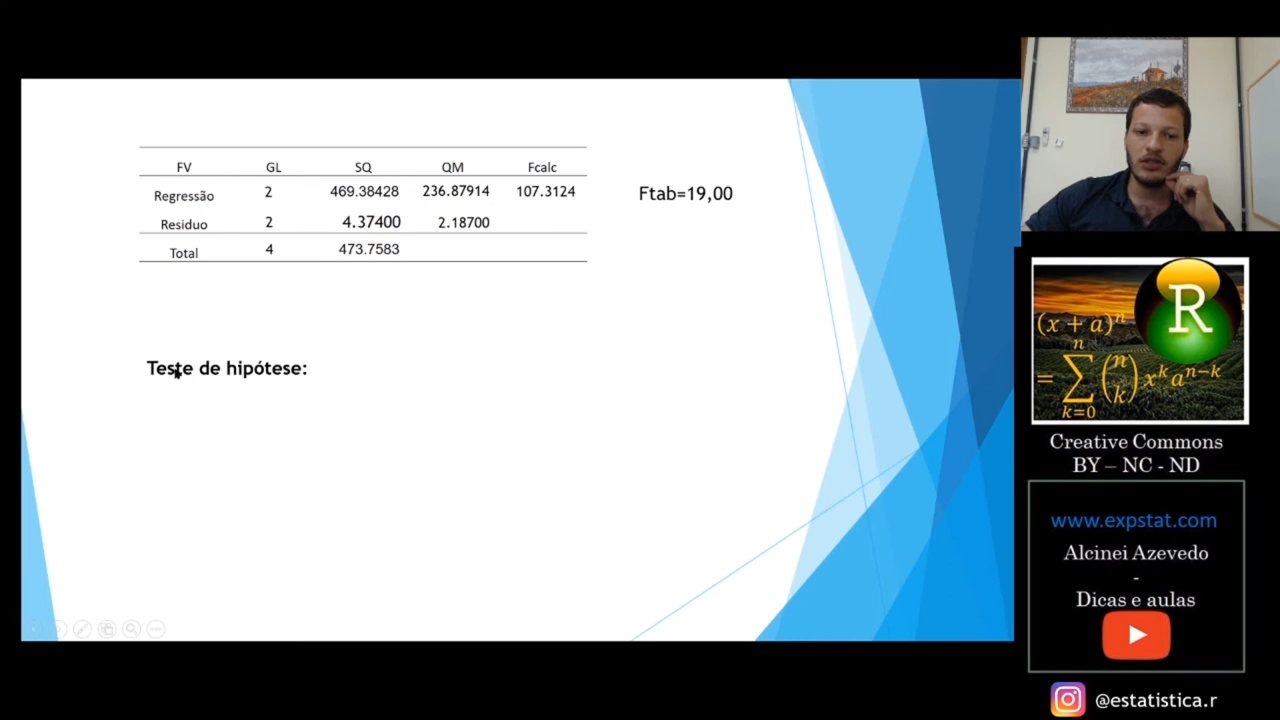 FV GL SQ QM Fcalc
Regressão 2 469.38428 236.87914 107.3124
Residuo 2 4.37400 2.18700
Total 4 473.7583
Ftab=19,00
Teste de hipótese:
R
(x + a)^n
= ∑_{k=0}^{n} (n k) x^k a^{n−k}
Creative Commons
BY – NC - ND
www.expstat.com
Alcinei Azevedo
-
Dicas e aulas
@estatistica.r